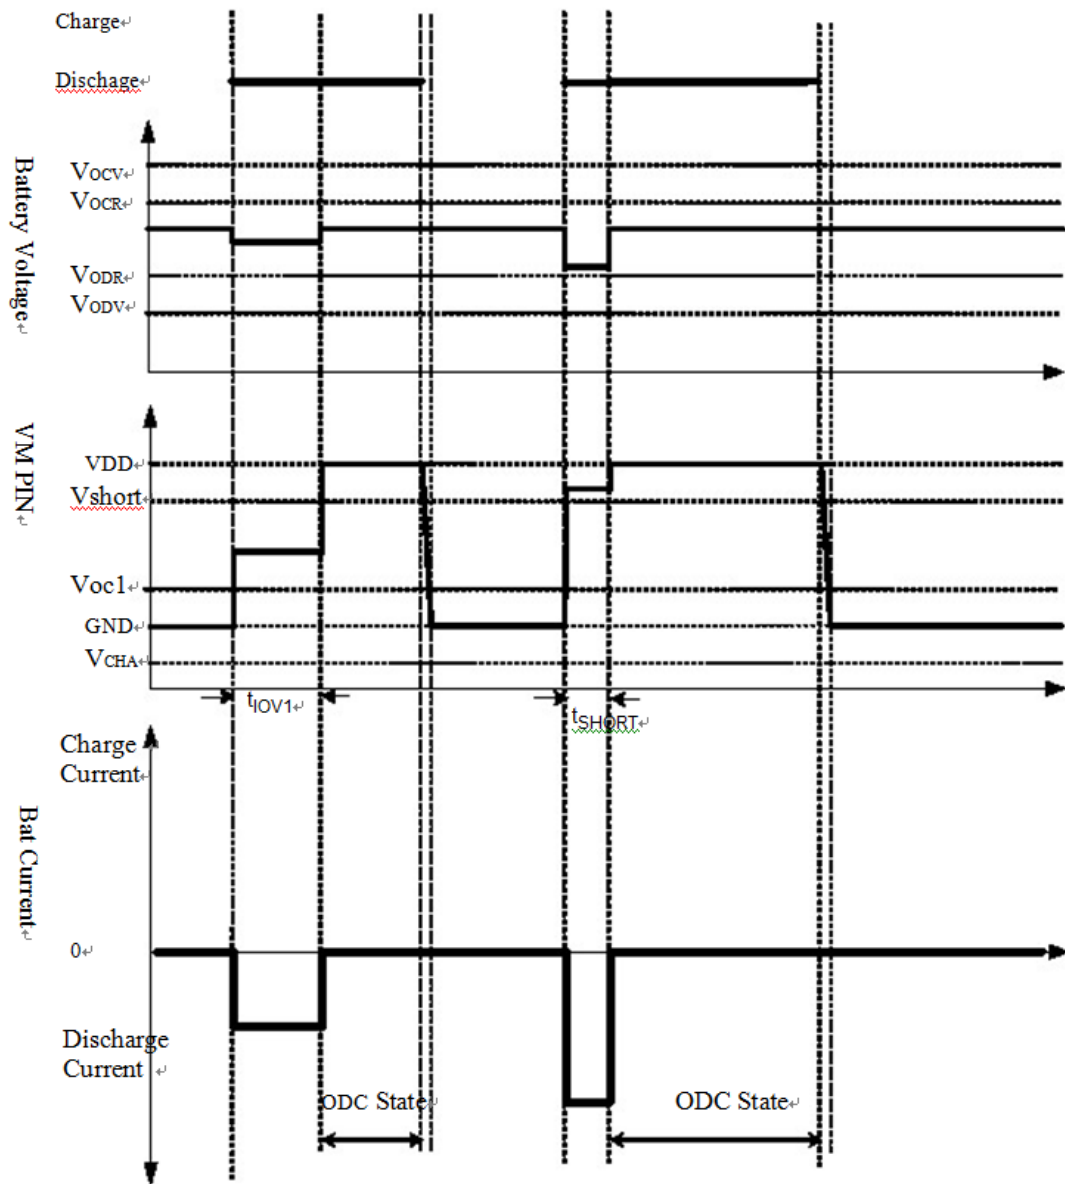 Charge↵
Dischage↵
Battery Voltage↵
VOCV↵
VOCR↵
VODR↵
VODV↵
VM PIN↵
VDD↵
Vshort↵
Voc1↵
GND↵
VCHA↵
tIOV1↵
tSHORT↵
Charge
Current↵
Bat Current↵
0↵
Discharge
Current ↵
ODC State↵
ODC State↵